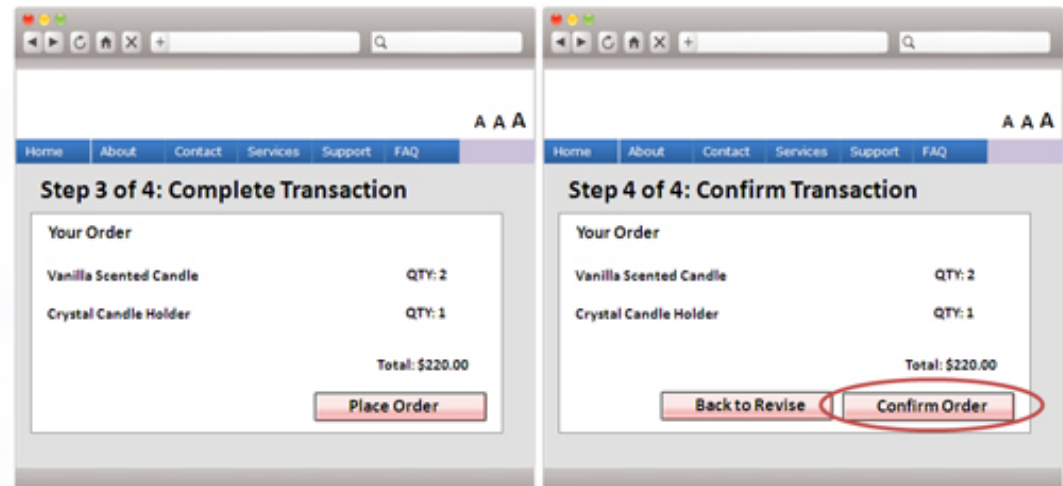 A A A
Home About Contact Services Support FAQ
Step 3 of 4: Complete Transaction
Your Order
Vanilla Scented Candle QTY: 2
Crystal Candle Holder QTY: 1
Total: $220.00
Place Order
A A A
Home About Contact Services Support FAQ
Step 4 of 4: Confirm Transaction
Your Order
Vanilla Scented Candle QTY: 2
Crystal Candle Holder QTY: 1
Total: $220.00
Back to Revise Confirm Order